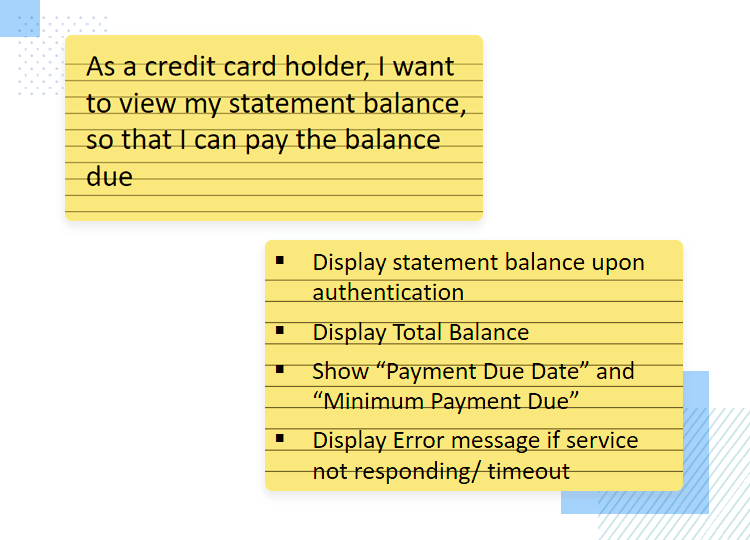 As a credit card holder, I want
to view my statement balance,
so that I can pay the balance
due
▪ Display statement balance upon
authentication
▪ Display Total Balance
▪ Show “Payment Due Date” and
“Minimum Payment Due”
▪ Display Error message if service
not responding/ timeout